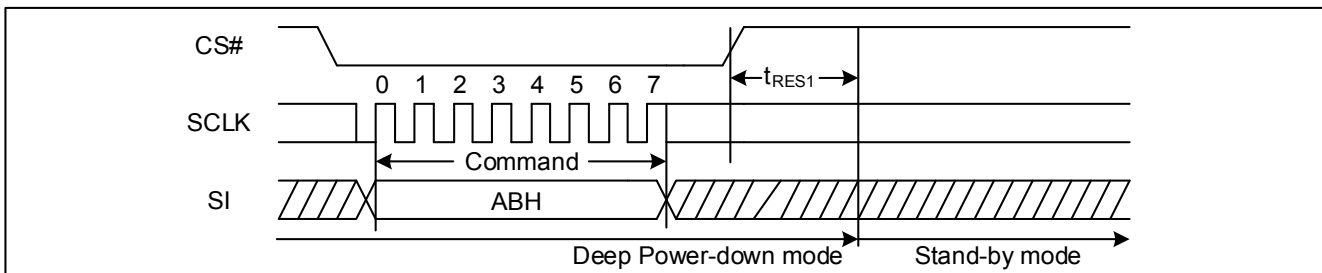 CS#
tRES1
0 1 2 3 4 5 6 7
SCLK
Command
SI
ABH
Deep Power-down mode
Stand-by mode